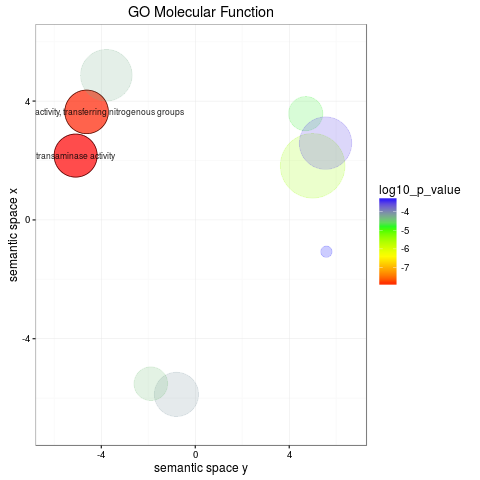 GO Molecular Function
activity, transferring nitrogenous groups
transaminase activity
4
0
-4
-4
0
4
semantic space x
semantic space y
log10_p_value
-4
-5
-6
-7